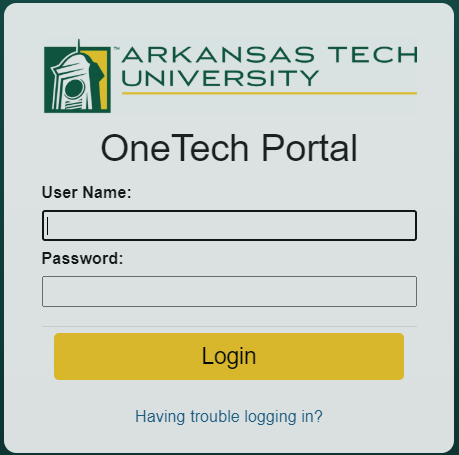 ARKANSAS TECH
UNIVERSITY
OneTech Portal
User Name:
Password:
Login
Having trouble logging in?